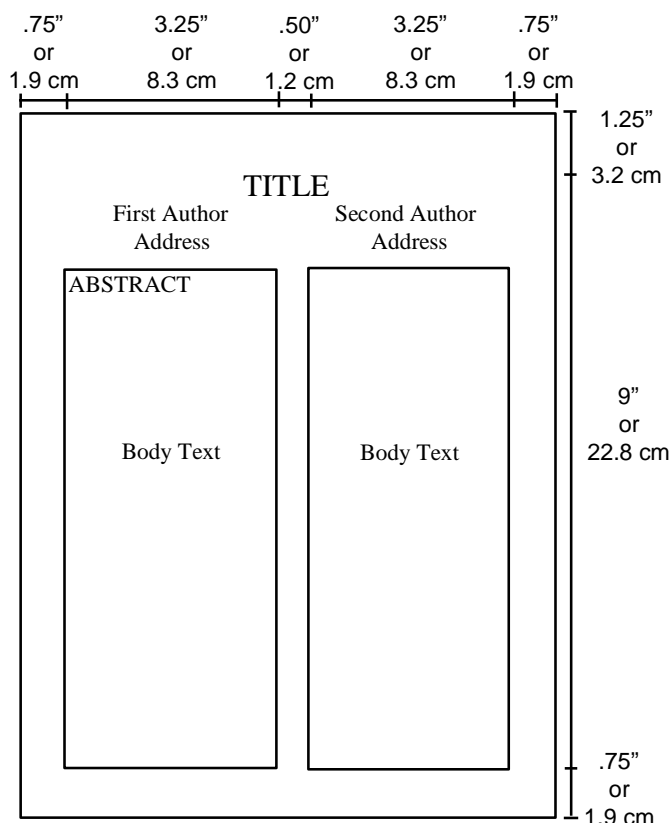 .75” 3.25” .50” 3.25” .75”
or or or or or
1.9 cm 8.3 cm 1.2 cm 8.3 cm 1.9 cm
1.25”
or
3.2 cm
TITLE
First Author Second Author
Address Address
ABSTRACT
9”
or
22.8 cm
Body Text Body Text
.75”
or
1.9 cm